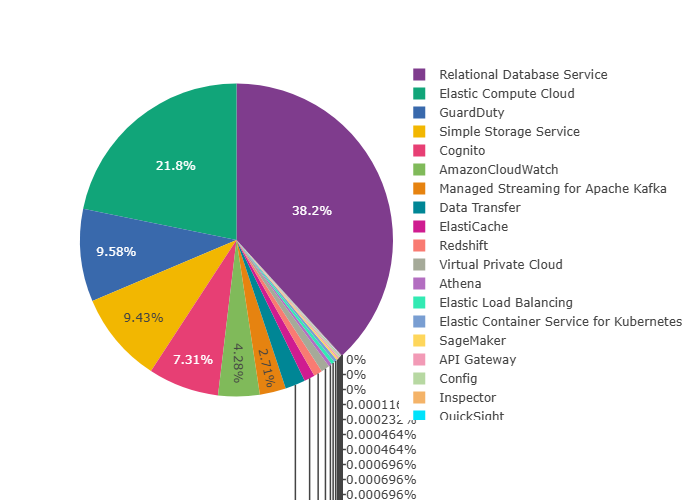 38.2%
21.8%
9.58%
9.43%
7.31%
4.28%
2.71%
0%
0%
0%
0.000116
0.000232%
0.000464%
0.000464%
0.000696%
0.000696%
0.000696%
Relational Database Service
Elastic Compute Cloud
GuardDuty
Simple Storage Service
Cognito
AmazonCloudWatch
Managed Streaming for Apache Kafka
Data Transfer
ElastiCache
Redshift
Virtual Private Cloud
Athena
Elastic Load Balancing
Elastic Container Service for Kubernetes
SageMaker
API Gateway
Config
Inspector
QuickSight